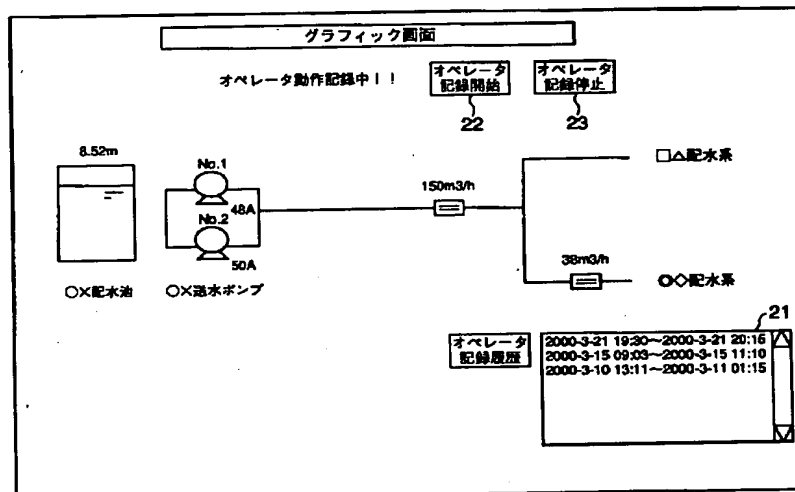 グラフィック画面
オペレータ動作記録中!!
オペレータ
記録開始
オペレータ
記録停止
22
23
8.52m
No.1
48A
No.2
50A
150m3/h
□△配水系
38m3/h
◎◇配水系
○×配水池
○×送水ポンプ
21
オペレータ
記録履歴
2000-3-21 19:30～2000-3-21 20:16
2000-3-15 09:03～2000-3-15 11:10
2000-3-10 13:11～2000-3-11 01:15